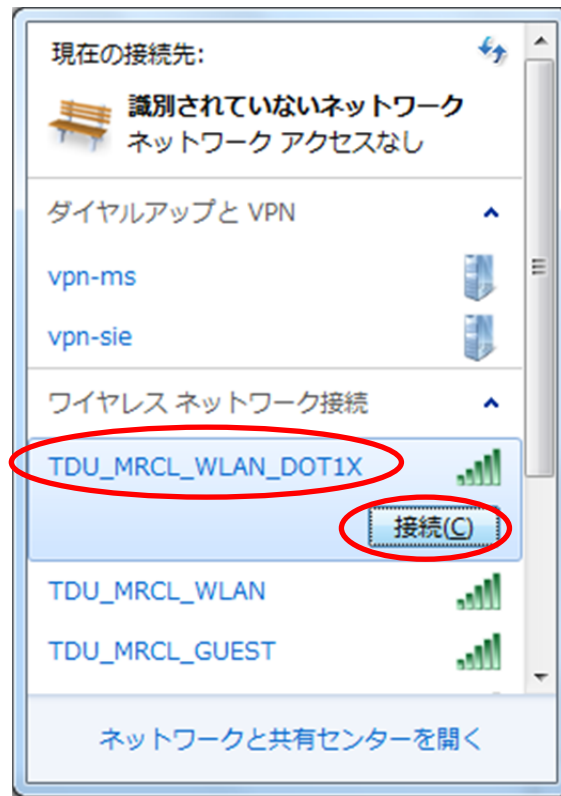 現在の接続先:
識別されていないネットワーク
ネットワーク アクセスなし
ダイヤルアップと VPN
vpn-ms
vpn-sie
ワイヤレス ネットワーク接続
TDU_MRCL_WLAN_DOT1X
接続(C)
TDU_MRCL_WLAN
TDU_MRCL_GUEST
ネットワークと共有センターを開く